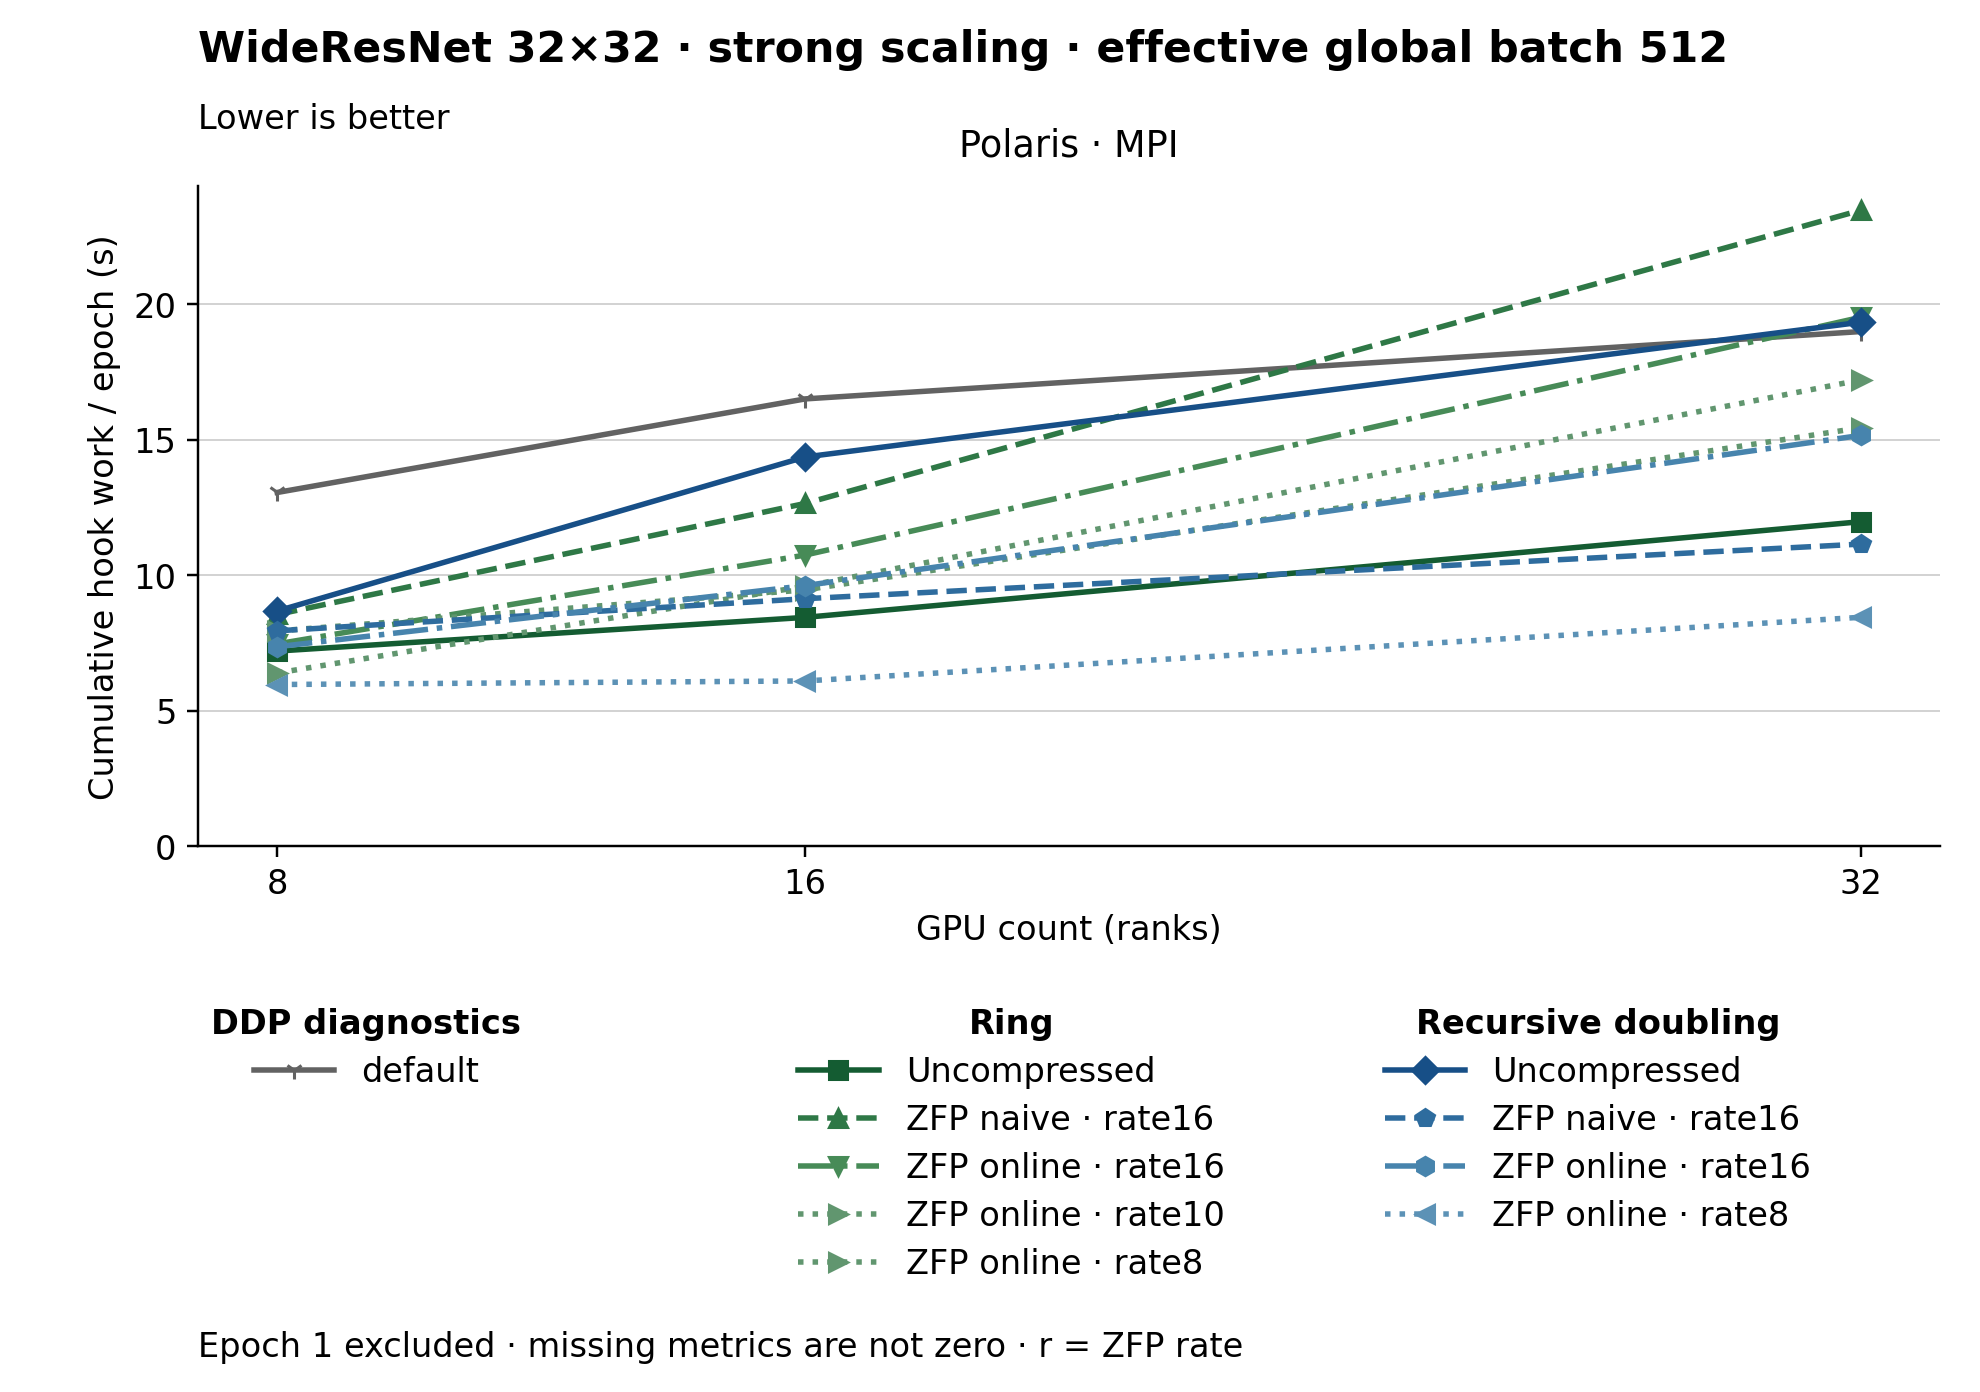 WideResNet 32×32 · strong scaling · effective global batch 512
Lower is better
Polaris · MPI
Cumulative hook work / epoch (s)
20
15
10
5
0
8 16 32
GPU count (ranks)
DDP diagnostics
default
Ring
Uncompressed
ZFP naive · rate16
ZFP online · rate16
ZFP online · rate10
ZFP online · rate8
Recursive doubling
Uncompressed
ZFP naive · rate16
ZFP online · rate16
ZFP online · rate8
Epoch 1 excluded · missing metrics are not zero · r = ZFP rate